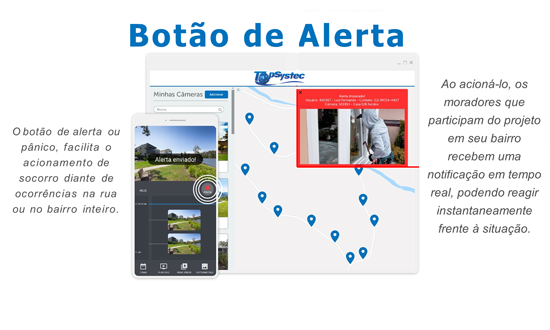 Botão de Alerta
TopSystec
Minhas Câmeras
Adicionar
Buscar
Alerta Disparado!
Alerta enviado!
O botão de alerta ou
pânico, facilita o
acionamento de
socorro diante de
ocorrências na rua
ou no bairro inteiro.
Ao acioná-lo, os
moradores que
participam do projeto
em seu bairro
recebem uma
notificação em tempo
real, podendo reagir
instantaneamente
frente à situação.